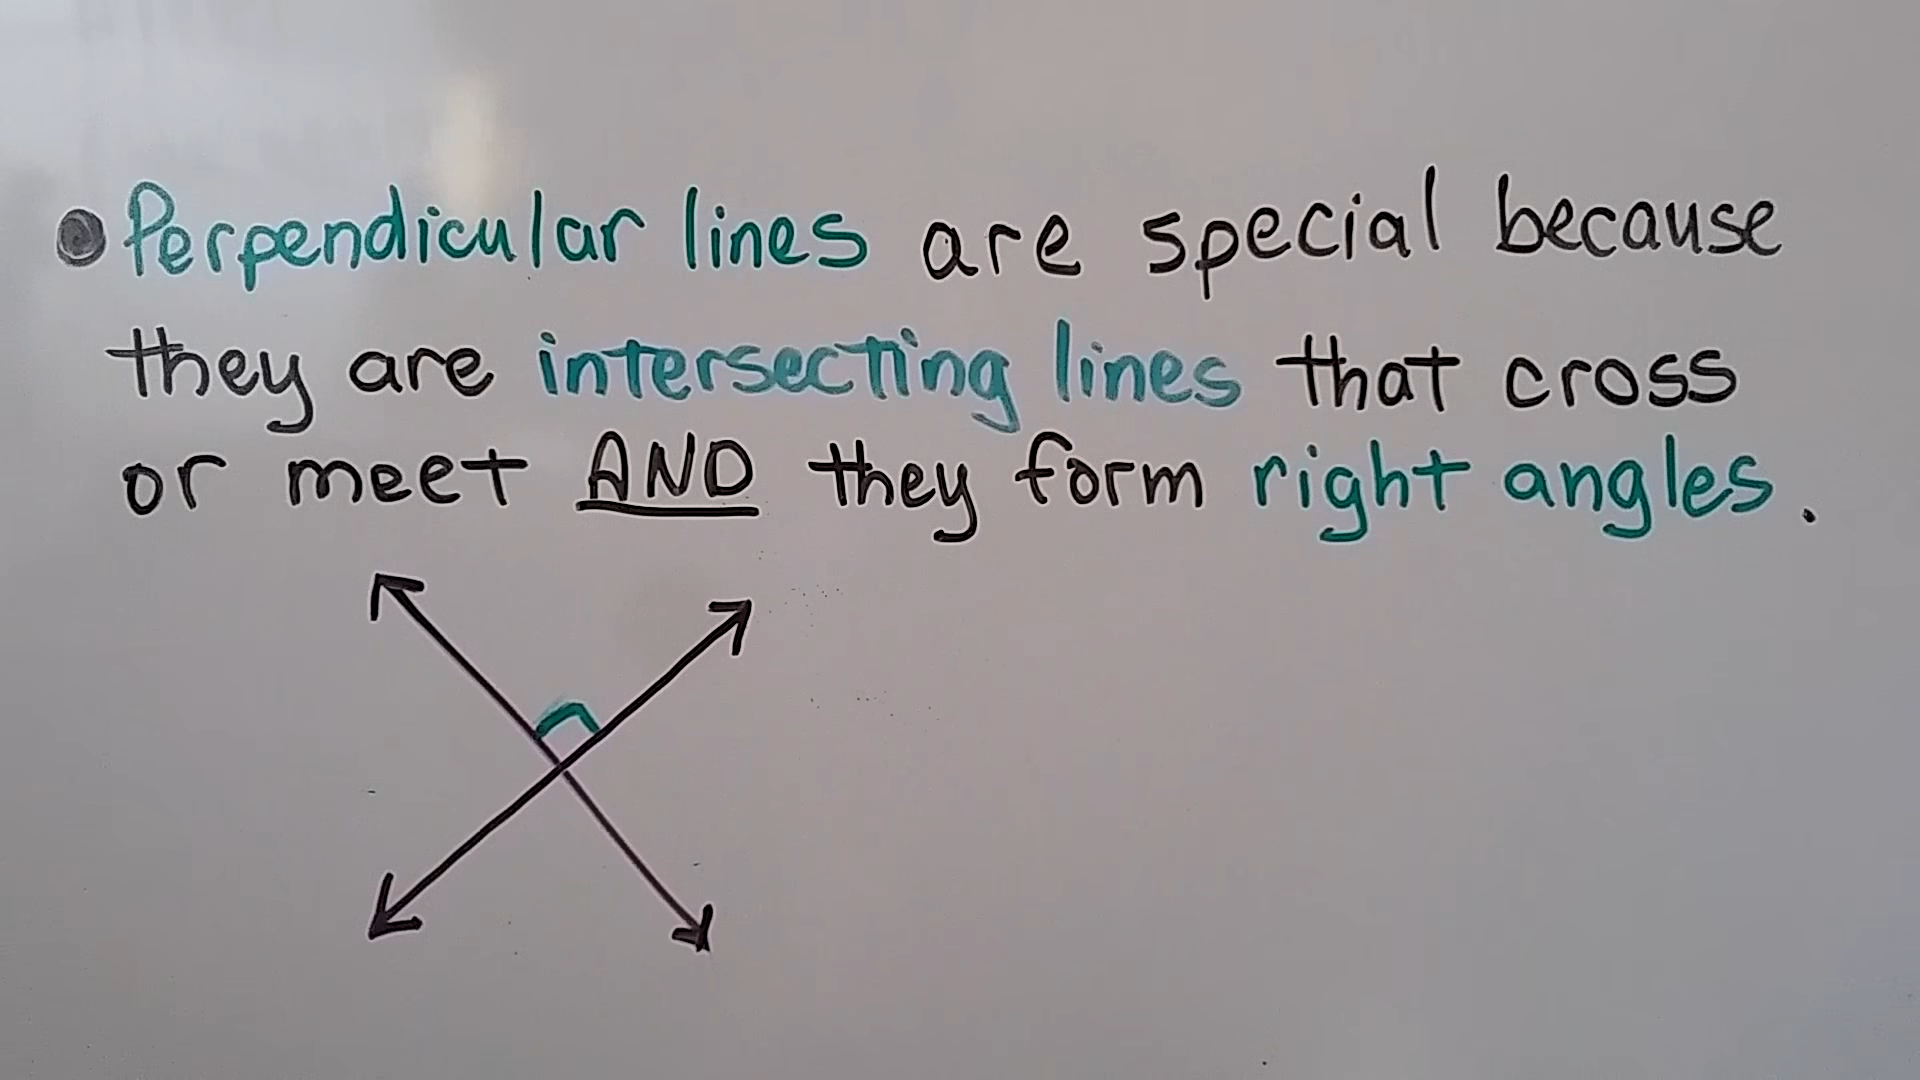 • Perpendicular lines are special because
they are intersecting lines that cross
or meet AND they form right angles.